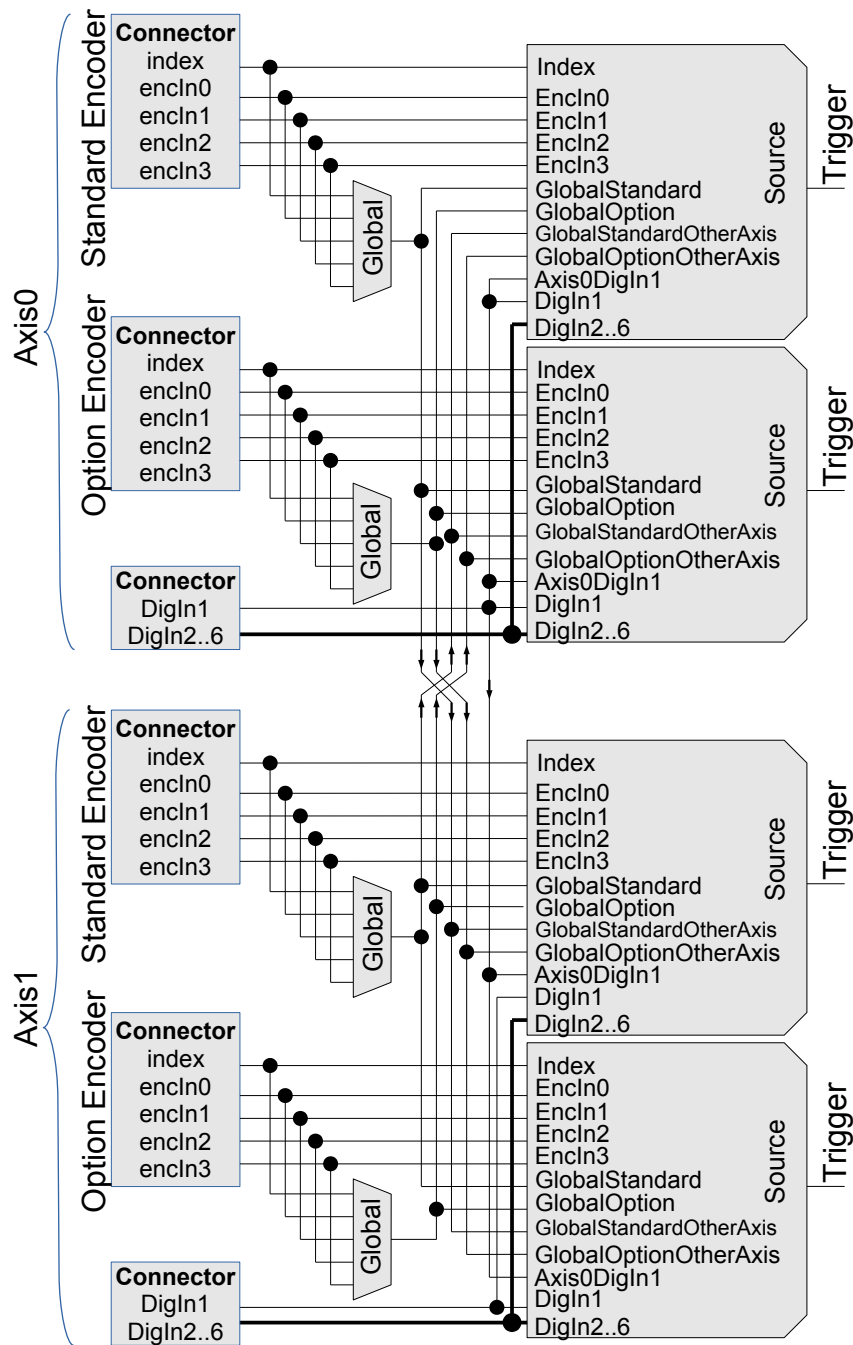 Axis0
Standard Encoder
Connector
index
encIn0
encIn1
encIn2
encIn3
Global
Index
EncIn0
EncIn1
EncIn2
EncIn3
GlobalStandard
GlobalOption
GlobalStandardOtherAxis
GlobalOptionOtherAxis
Axis0DigIn1
DigIn1
DigIn2..6
Source
Trigger
Option Encoder
Connector
index
encIn0
encIn1
encIn2
encIn3
Global
Connector
DigIn1
DigIn2..6
Index
EncIn0
EncIn1
EncIn2
EncIn3
GlobalStandard
GlobalOption
GlobalStandardOtherAxis
GlobalOptionOtherAxis
Axis0DigIn1
DigIn1
DigIn2..6
Source
Trigger
Axis1
Standard Encoder
Connector
index
encIn0
encIn1
encIn2
encIn3
Global
Index
EncIn0
EncIn1
EncIn2
EncIn3
GlobalStandard
GlobalOption
GlobalStandardOtherAxis
GlobalOptionOtherAxis
Axis0DigIn1
DigIn1
DigIn2..6
Source
Trigger
Option Encoder
Connector
index
encIn0
encIn1
encIn2
encIn3
Global
Connector
DigIn1
DigIn2..6
Index
EncIn0
EncIn1
EncIn2
EncIn3
GlobalStandard
GlobalOption
GlobalStandardOtherAxis
GlobalOptionOtherAxis
Axis0DigIn1
DigIn1
DigIn2..6
Source
Trigger